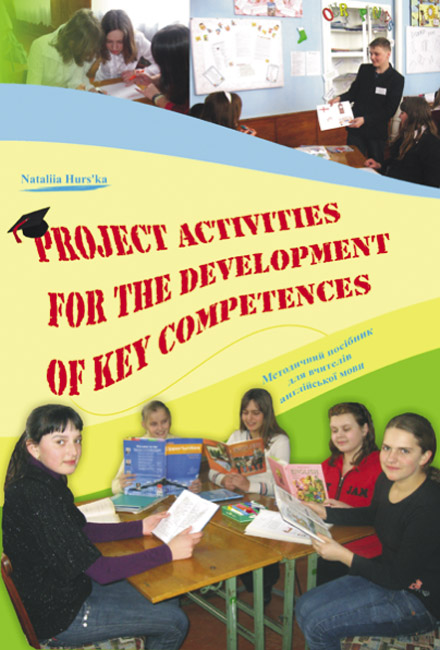 Nataliia Hurs'ka
PROJECT ACTIVITIES
FOR THE DEVELOPMENT
OF KEY COMPETENCES
Методичний посібник
для вчителів
англійської мови